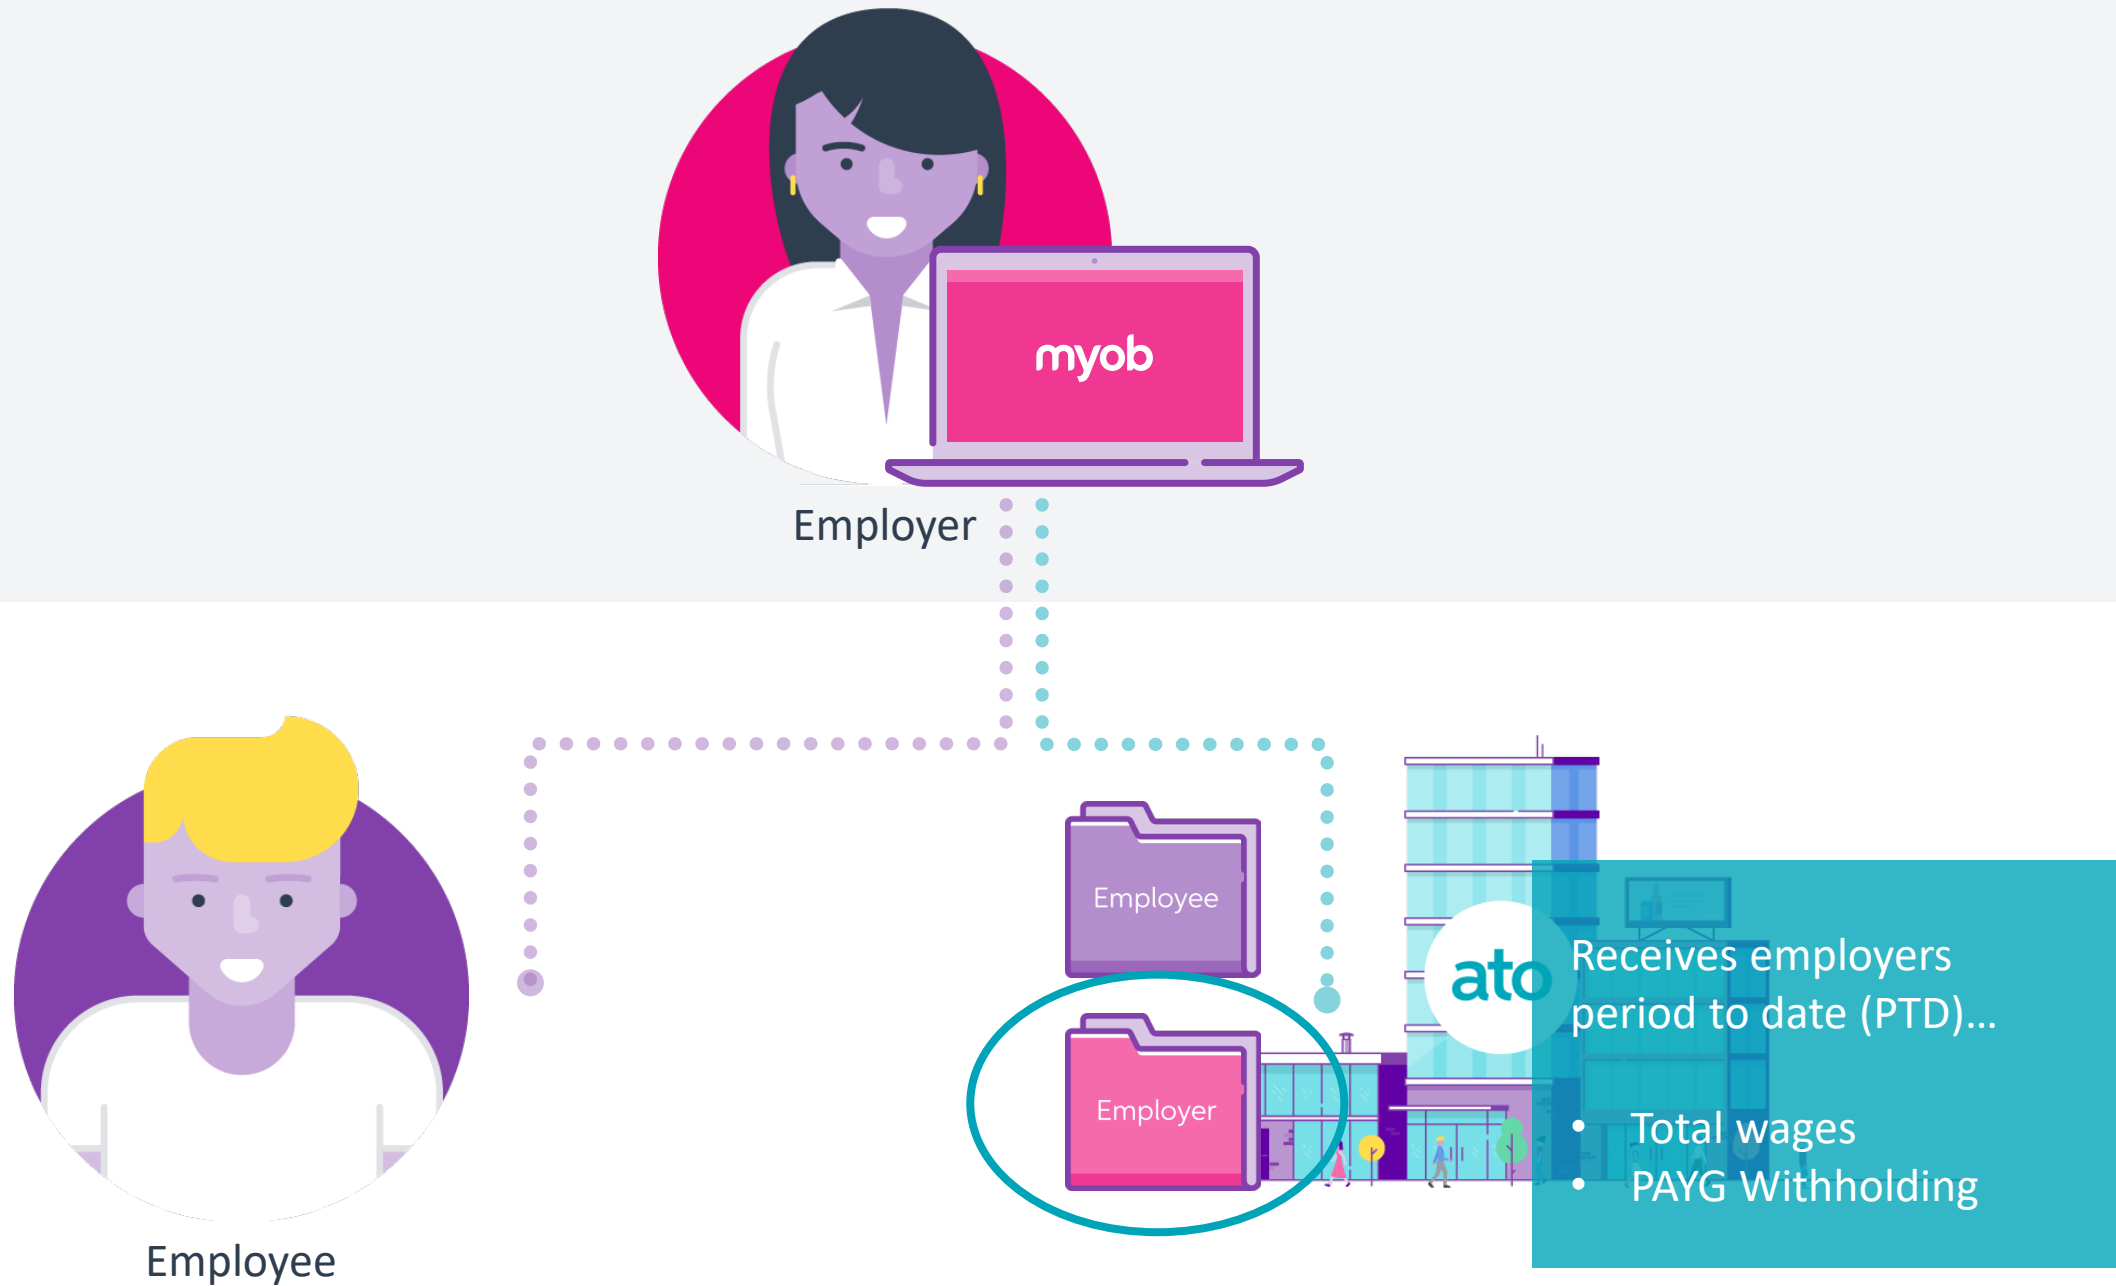 myob
Employer
Employee
Employer
ato
Receives employers
period to date (PTD)...
• Total wages
• PAYG Withholding
Employee